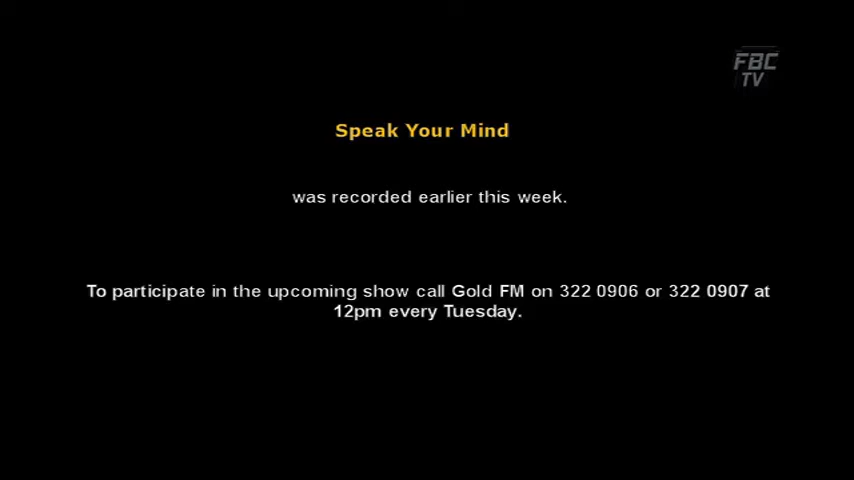 FBC
TV
Speak Your Mind
was recorded earlier this week.
To participate in the upcoming show call Gold FM on 322 0906 or 322 0907 at
12pm every Tuesday.